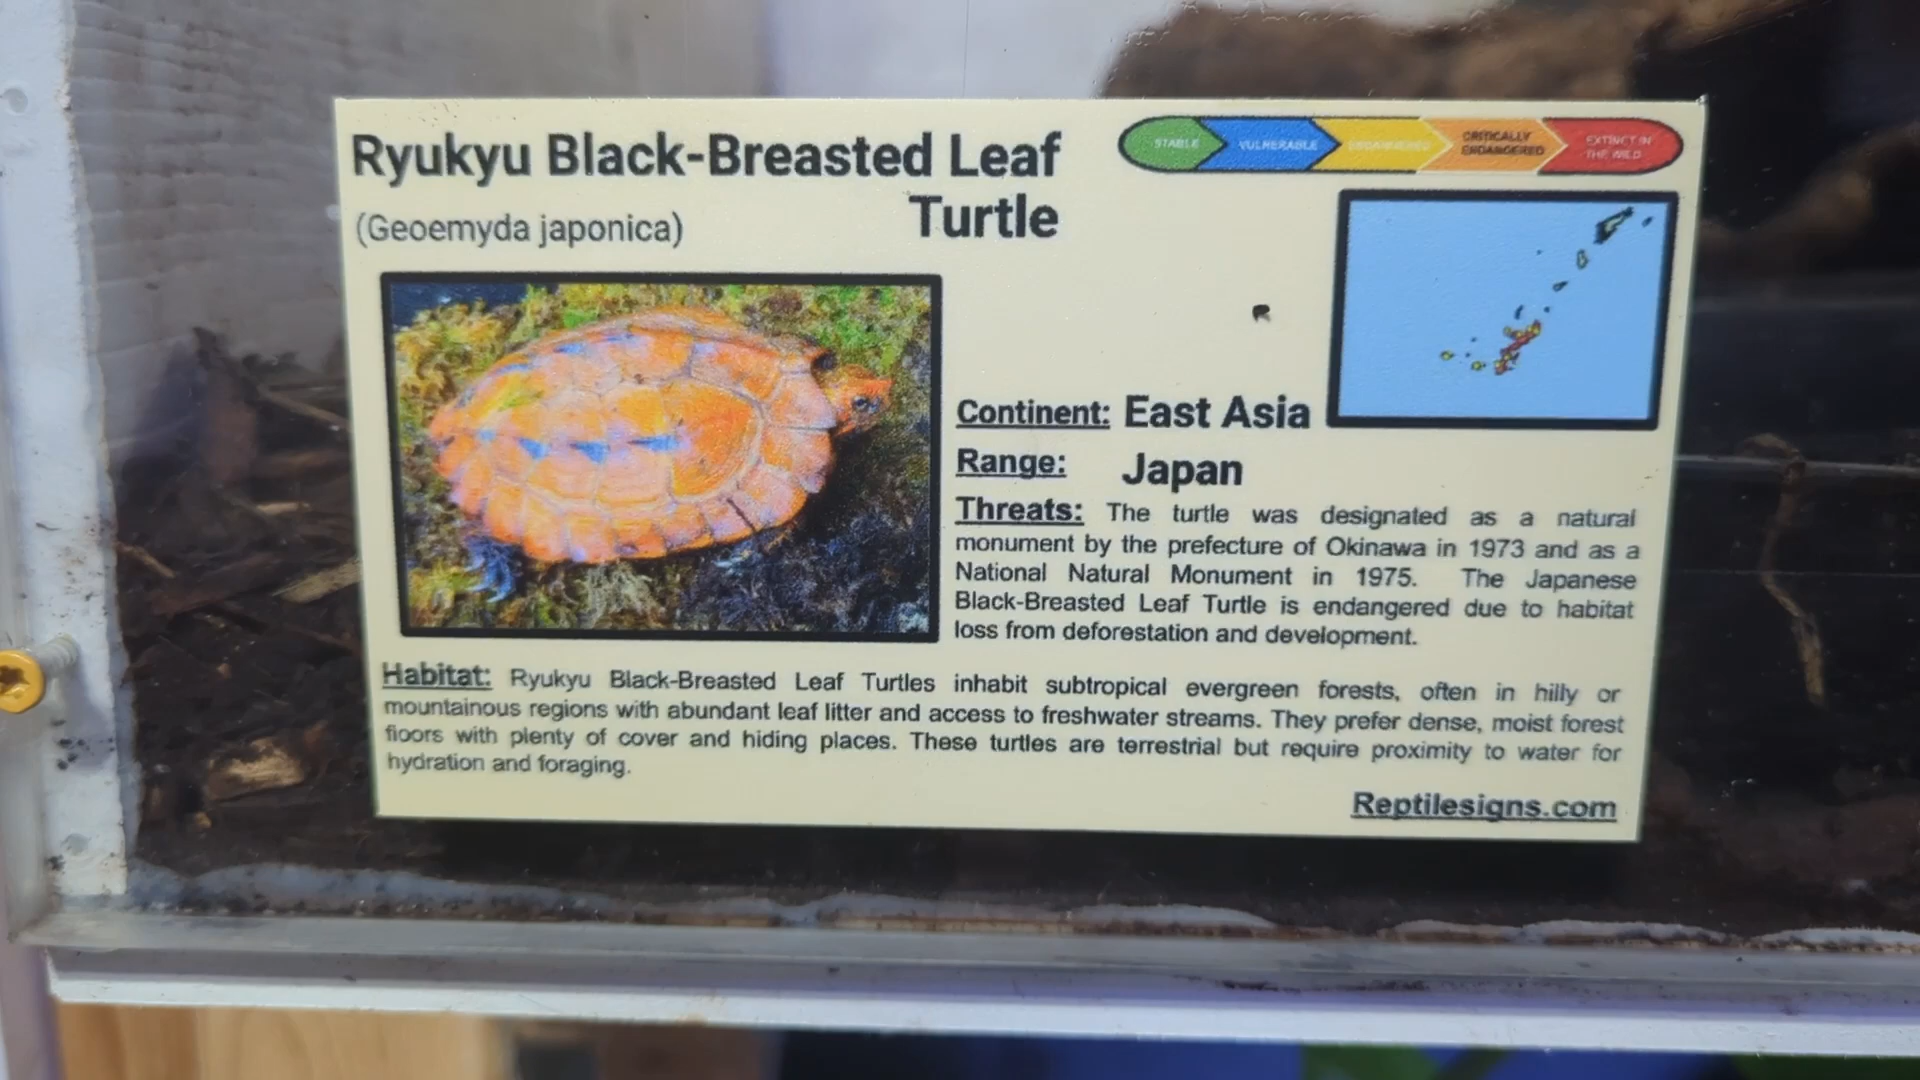 Ryukyu Black-Breasted Leaf
Turtle
(Geoemyda japonica)
STABLE
VULNERABLE
ENDANGERED
CRITICALLY
ENDANGERED
EXTINCT IN
THE WILD
Continent: East Asia
Range: Japan
Threats: The turtle was designated as a natural
monument by the prefecture of Okinawa in 1973 and as a
National Natural Monument in 1975. The Japanese
Black-Breasted Leaf Turtle is endangered due to habitat
loss from deforestation and development.
Habitat: Ryukyu Black-Breasted Leaf Turtles inhabit subtropical evergreen forests, often in hilly or
mountainous regions with abundant leaf litter and access to freshwater streams. They prefer dense, moist forest
floors with plenty of cover and hiding places. These turtles are terrestrial but require proximity to water for
hydration and foraging.
Reptilesigns.com